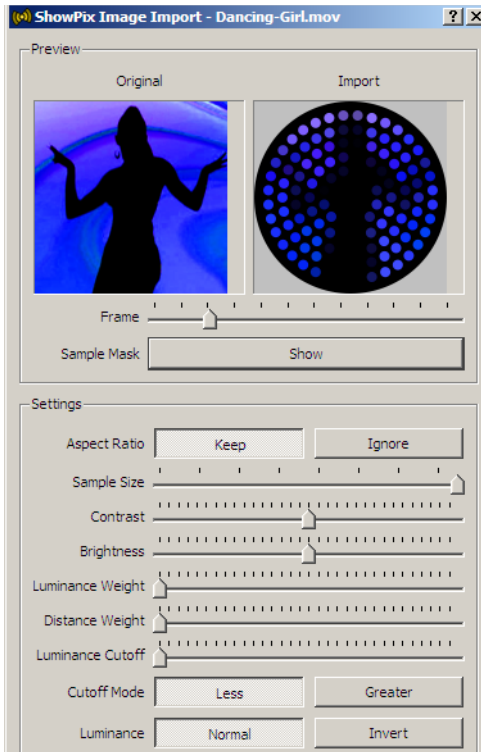 ShowPix Image Import - Dancing-Girl.mov
Preview
Original Import
Frame
Sample Mask Show
Settings
Aspect Ratio Keep Ignore
Sample Size
Contrast
Brightness
Luminance Weight
Distance Weight
Luminance Cutoff
Cutoff Mode Less Greater
Luminance Normal Invert